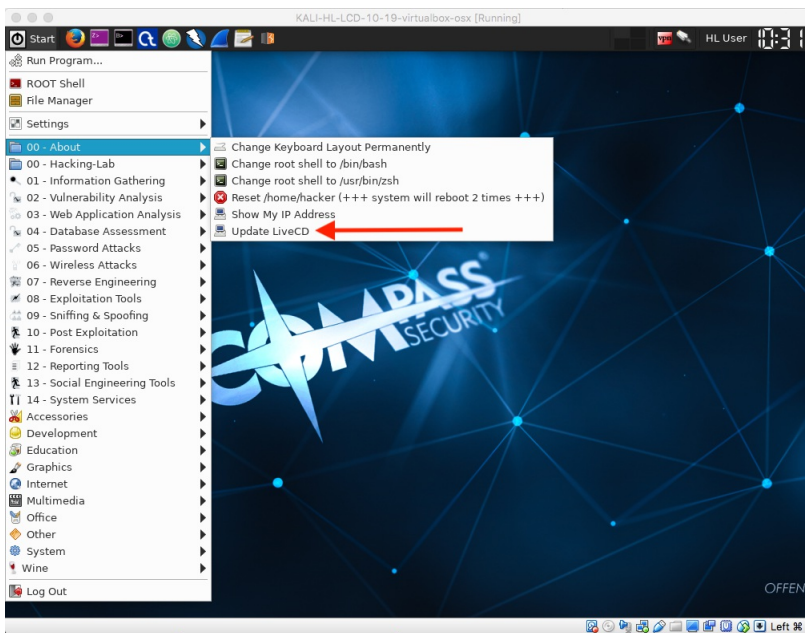 KALI-HL-LCD-10-19-virtualbox-osx [Running]
Start
vpn
HL User
10:31
Run Program...
ROOT Shell
File Manager
Settings
00 - About
00 - Hacking-Lab
01 - Information Gathering
02 - Vulnerability Analysis
03 - Web Application Analysis
04 - Database Assessment
05 - Password Attacks
06 - Wireless Attacks
07 - Reverse Engineering
08 - Exploitation Tools
09 - Sniffing & Spoofing
10 - Post Exploitation
11 - Forensics
12 - Reporting Tools
13 - Social Engineering Tools
14 - System Services
Accessories
Development
Education
Graphics
Internet
Multimedia
Office
Other
System
Wine
Log Out
Change Keyboard Layout Permanently
Change root shell to /bin/bash
Change root shell to /usr/bin/zsh
Reset /home/hacker (+++ system will reboot 2 times +++)
Show My IP Address
Update LiveCD
COMPASS
SECURITY
OFFEN
Left ⌘